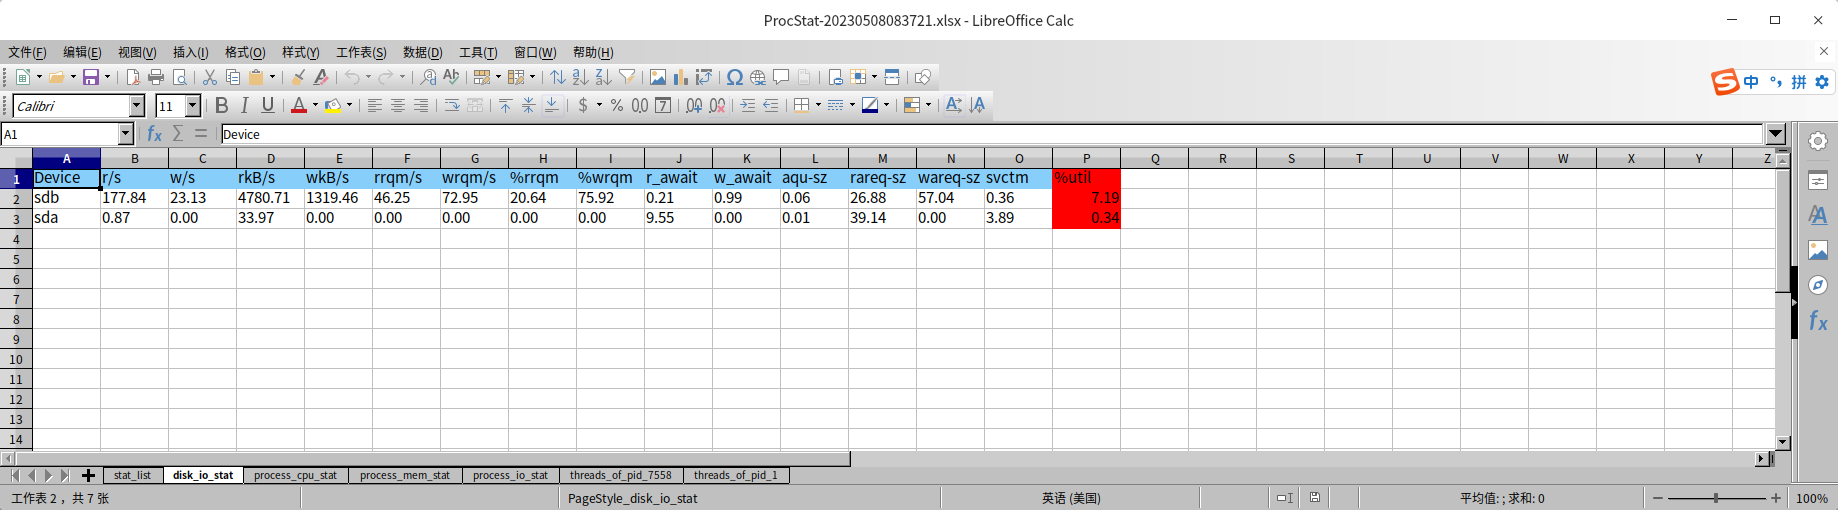 ProcStat-20230508083721.xlsx - LibreOffice Calc
文件(F) 编辑(E) 视图(V) 插入(I) 格式(O) 样式(Y) 工作表(S) 数据(D) 工具(T) 窗口(W) 帮助(H)
中 拼
Calibri 11
A1 Device
A B C D E F G H I J K L M N O P Q R S T U V W X Y Z
1 Device r/s w/s rkB/s wkB/s rrqm/s wrqm/s %rrqm %wrqm r_await w_await aqu-sz rareq-sz wareq-sz svctm %util
2 sdb 177.84 23.13 4780.71 1319.46 46.25 72.95 20.64 75.92 0.21 0.99 0.06 26.88 57.04 0.36 7.19
3 sda 0.87 0.00 33.97 0.00 0.00 0.00 0.00 0.00 9.55 0.00 0.01 39.14 0.00 3.89 0.34
4
5
6
7
8
9
10
11
12
13
14
stat_list disk_io_stat process_cpu_stat process_mem_stat process_io_stat threads_of_pid_7558 threads_of_pid_1
工作表 2 ，共 7 张 PageStyle_disk_io_stat 英语 (美国) 平均值: ; 求和: 0 100%